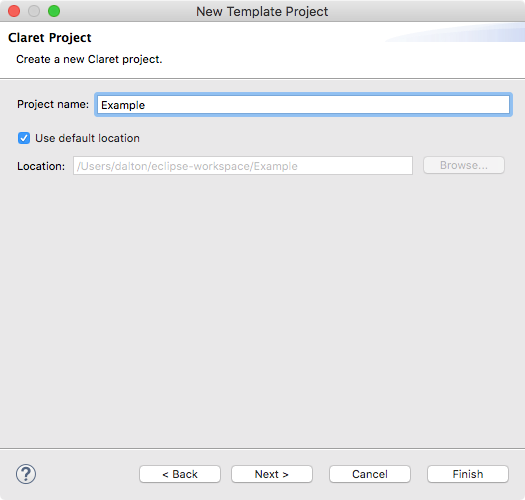 New Template Project
Claret Project
Create a new Claret project.
Project name: Example
Use default location
Location: /Users/dalton/eclipse-workspace/Example Browse...
? < Back Next > Cancel Finish